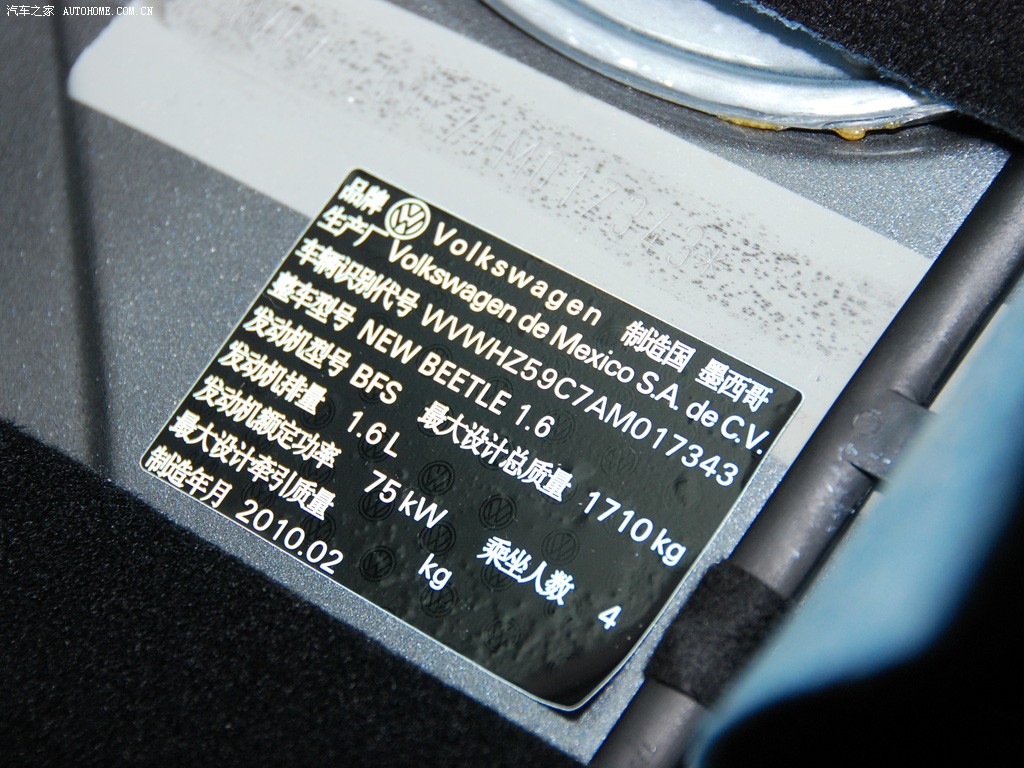 汽车之家 AUTOHOME.COM.CN
ZAM017343*
品牌 Volkswagen 制造国 墨西哥
生产厂 Volkswagen de Mexico S.A. de C.V.
车辆识别代号 WVWHZ59C7AM017343
整车型号 NEW BEETLE 1.6
发动机型号 BFS 最大设计总质量 1710 kg
发动机排量 1.6 L
发动机额定功率 75 kW 乘坐人数 4
最大设计牵引质量 kg
制造年月 2010.02